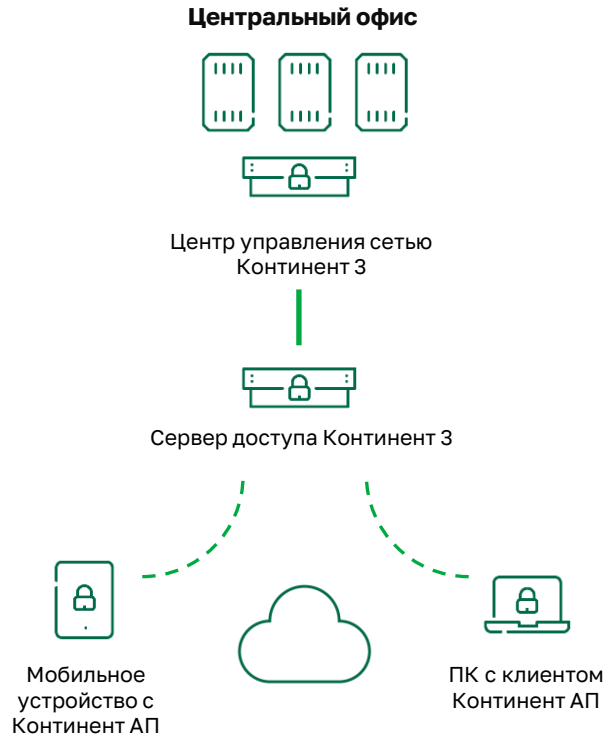 Центральный офис
Центр управления сетью
Континент 3
Сервер доступа Континент 3
Мобильное
устройство с
Континент АП
ПК с клиентом
Континент АП